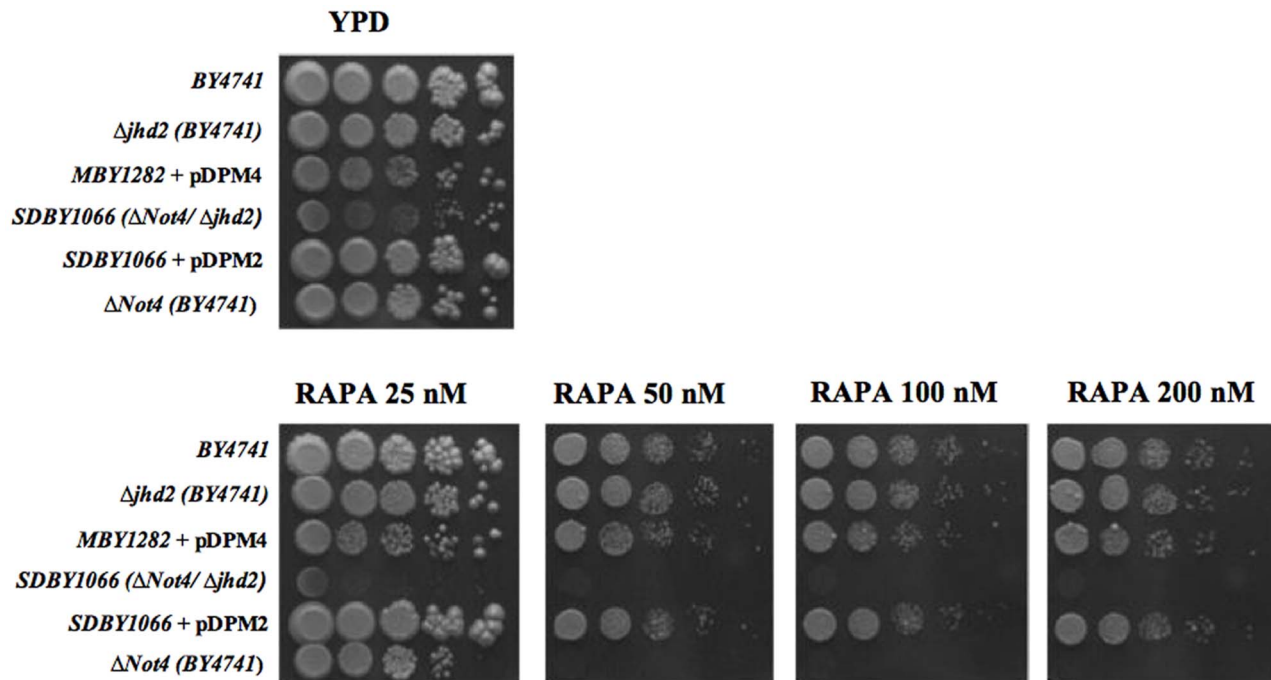 YPD
BY4741
Δjhd2 (BY4741)
MBY1282 + pDPM4
SDBY1066 (ΔNot4/ Δjhd2)
SDBY1066 + pDPM2
ΔNot4 (BY4741)
RAPA 25 nM RAPA 50 nM RAPA 100 nM RAPA 200 nM
BY4741
Δjhd2 (BY4741)
MBY1282 + pDPM4
SDBY1066 (ΔNot4/ Δjhd2)
SDBY1066 + pDPM2
ΔNot4 (BY4741)